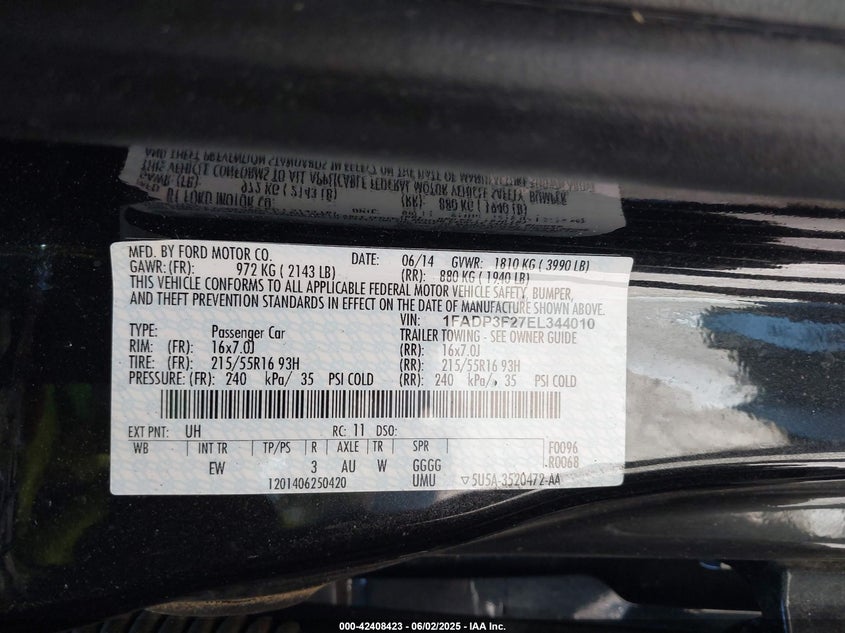 MFD. BY FORD MOTOR CO. DATE: 06/14 GVWR: 1810 KG ( 3990 LB)
GAWR: (FR): 972 KG ( 2143 LB) (RR): 880 KG ( 1940 LB)
THIS VEHICLE CONFORMS TO ALL APPLICABLE FEDERAL MOTOR VEHICLE SAFETY, BUMPER,
AND THEFT PREVENTION STANDARDS IN EFFECT ON THE DATE OF MANUFACTURE SHOWN ABOVE.
VIN: 1FADP3F27EL344010
TYPE: Passenger Car TRAILER TOWING - SEE OWNER GUIDE
RIM: (FR): 16x7.0J (RR): 16x7.0J
TIRE: (FR): 215/55R16 93H (RR): 215/55R16 93H
PRESSURE: (FR): 240 kPa/ 35 PSI COLD (RR): 240 kPa/ 35 PSI COLD
EXT PNT: UH RC: 11 DSO:
WB INT TR TP/PS R AXLE TR SPR F0096
EW 3 AU W GGGG R0068
T201406250420 UMU ▽5U5A-3520472-AA
000-42408423 - 06/02/2025 - IAA Inc.